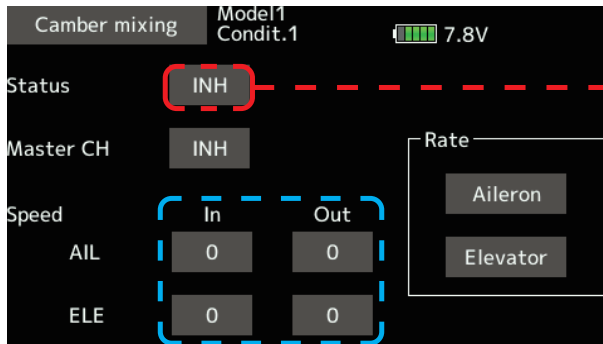 Camber mixing Model1
Condit.1 7.8V
Status INH
Master CH INH
Rate
Aileron
Speed In Out
AIL 0 0
Elevator
ELE 0 0